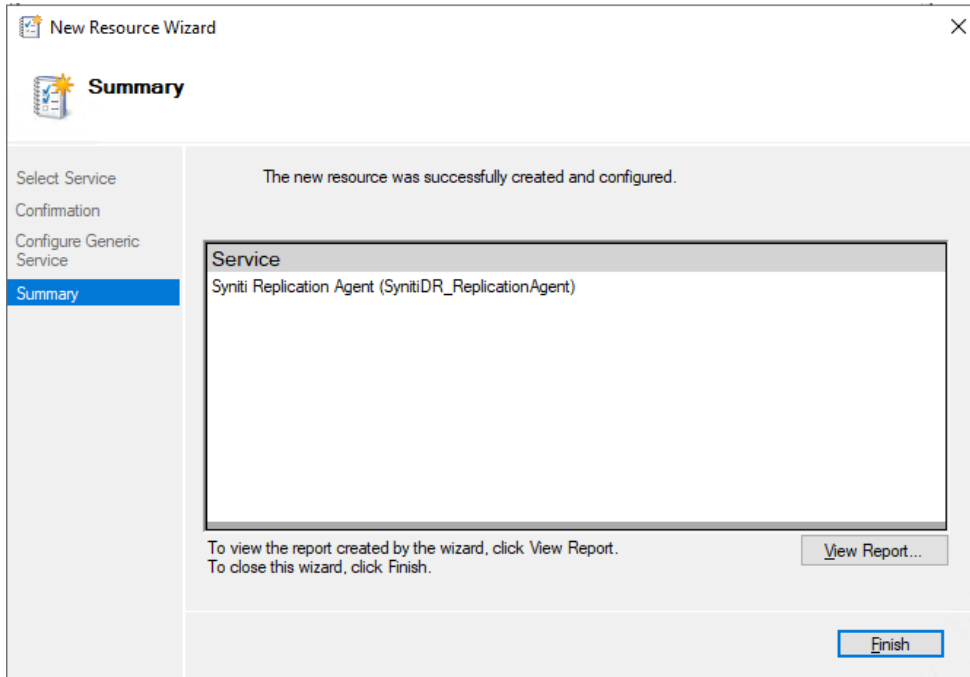 New Resource Wizard
Summary
Select Service
Confirmation
Configure Generic
Service
Summary
The new resource was successfully created and configured.
Service
Syniti Replication Agent (SynitiDR_ReplicationAgent)
To view the report created by the wizard, click View Report.
To close this wizard, click Finish.
View Report...
Finish